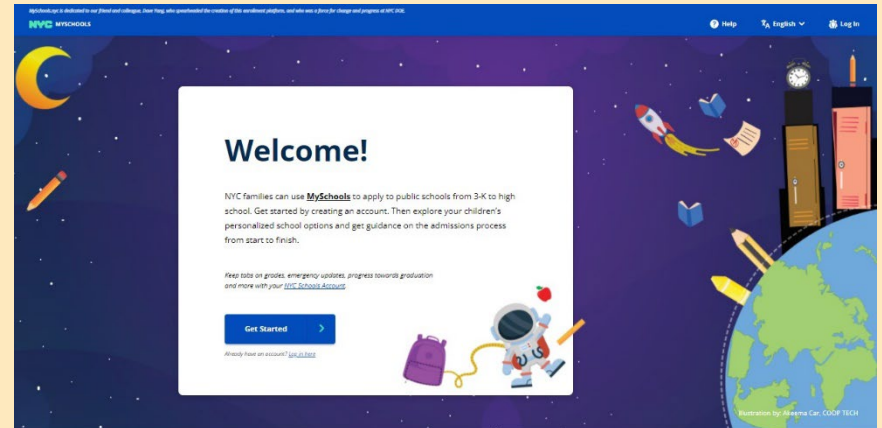 MySchools.nyc is dedicated to our friend and colleague, Dave Yang, who spearheaded the creation of this enrollment platform, and who was a force for change and progress at NYC DOE.
NYC MYSCHOOLS
Help
English
Log In
Welcome!
NYC families can use MySchools to apply to public schools from 3-K to high
school. Get started by creating an account. Then explore your children's
personalized school options and get guidance on the admissions process
from start to finish.
Keep tabs on grades, emergency updates, progress towards graduation
and more with your NYC Schools Account.
Get Started
Already have an account? Log in here
Illustration by: Akeema Car, COOP TECH